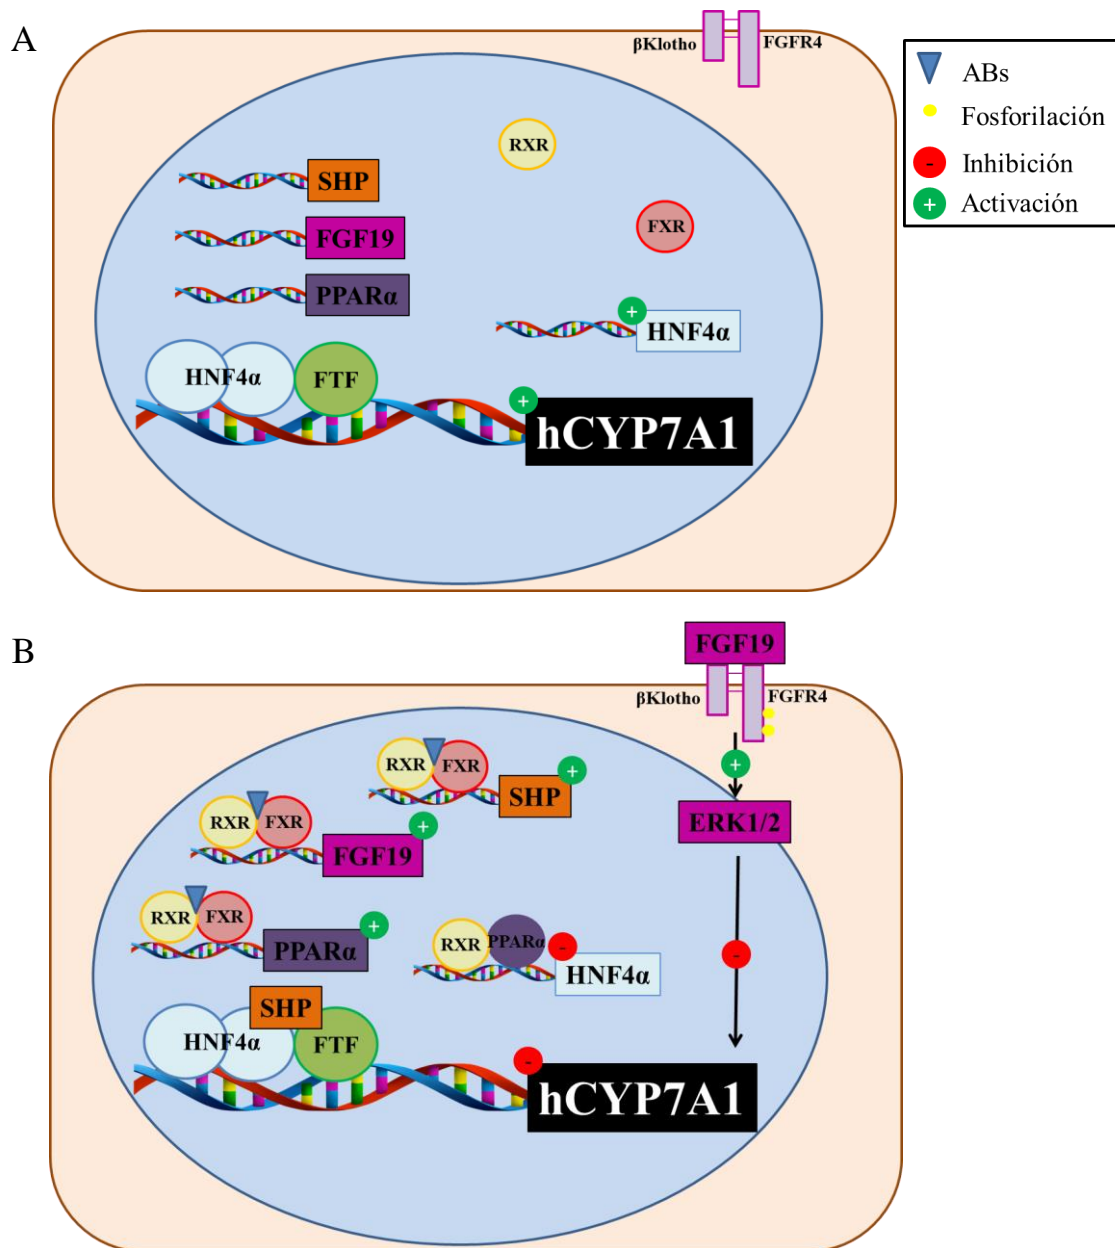 A
βKlotho
FGFR4
ABs
Fosforilación
- Inhibición
+ Activación
RXR
SHP
FXR
FGF19
PPARα
+
HNF4α
HNF4α
FTF
+
hCYP7A1
B
FGF19
βKlotho
FGFR4
RXR
FXR
+
SHP
+
RXR
FXR
+
FGF19
ERK1/2
RXR
FXR
+
PPARα
RXR
PPARα
-
HNF4α
-
SHP
HNF4α
FTF
-
hCYP7A1